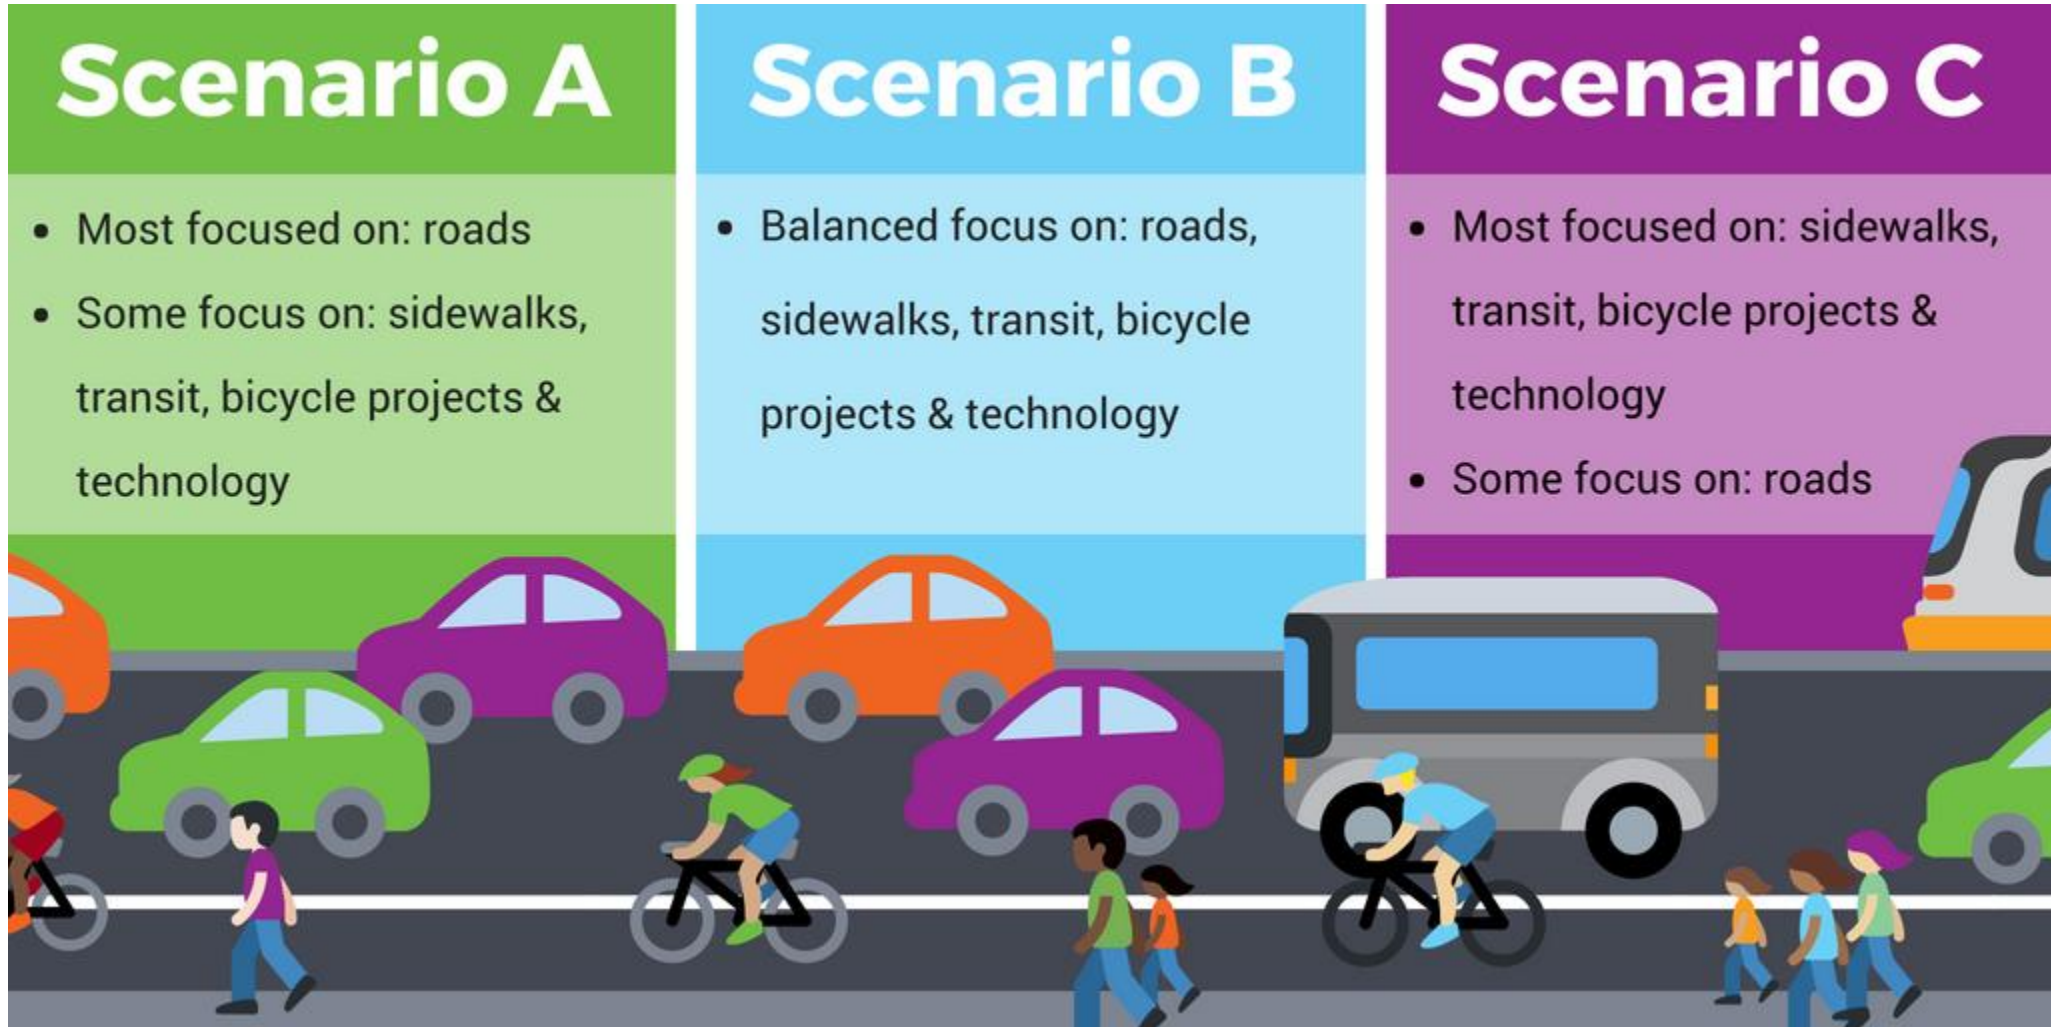 Scenario A
• Most focused on: roads
• Some focus on: sidewalks,
transit, bicycle projects &
technology
Scenario B
• Balanced focus on: roads,
sidewalks, transit, bicycle
projects & technology
Scenario C
• Most focused on: sidewalks,
transit, bicycle projects &
technology
• Some focus on: roads